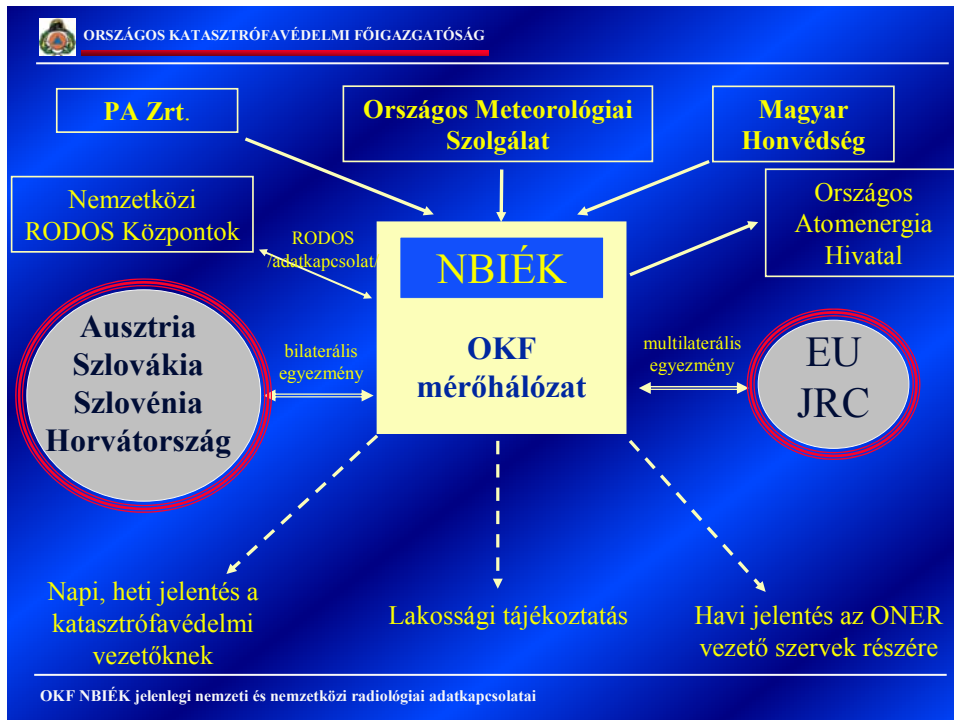 ORSZÁGOS KATASZTRÓFAVÉDELMI FŐIGAZGATÓSÁG
PA Zrt.
Országos Meteorológiai
Szolgálat
Magyar
Honvédség
Nemzetközi
RODOS Központok
RODOS
/adatkapcsolat/
Országos
Atomenergia
Hivatal
NBIÉK
OKF
mérőhálózat
Ausztria
Szlovákia
Szlovénia
Horvátország
bilaterális
egyezmény
multilaterális
egyezmény
EU
JRC
Napi, heti jelentés a
katasztrófavédelmi
vezetőknek
Lakossági tájékoztatás
Havi jelentés az ONER
vezető szervek részére
OKF NBIÉK jelenlegi nemzeti és nemzetközi radiológiai adatkapcsolatai